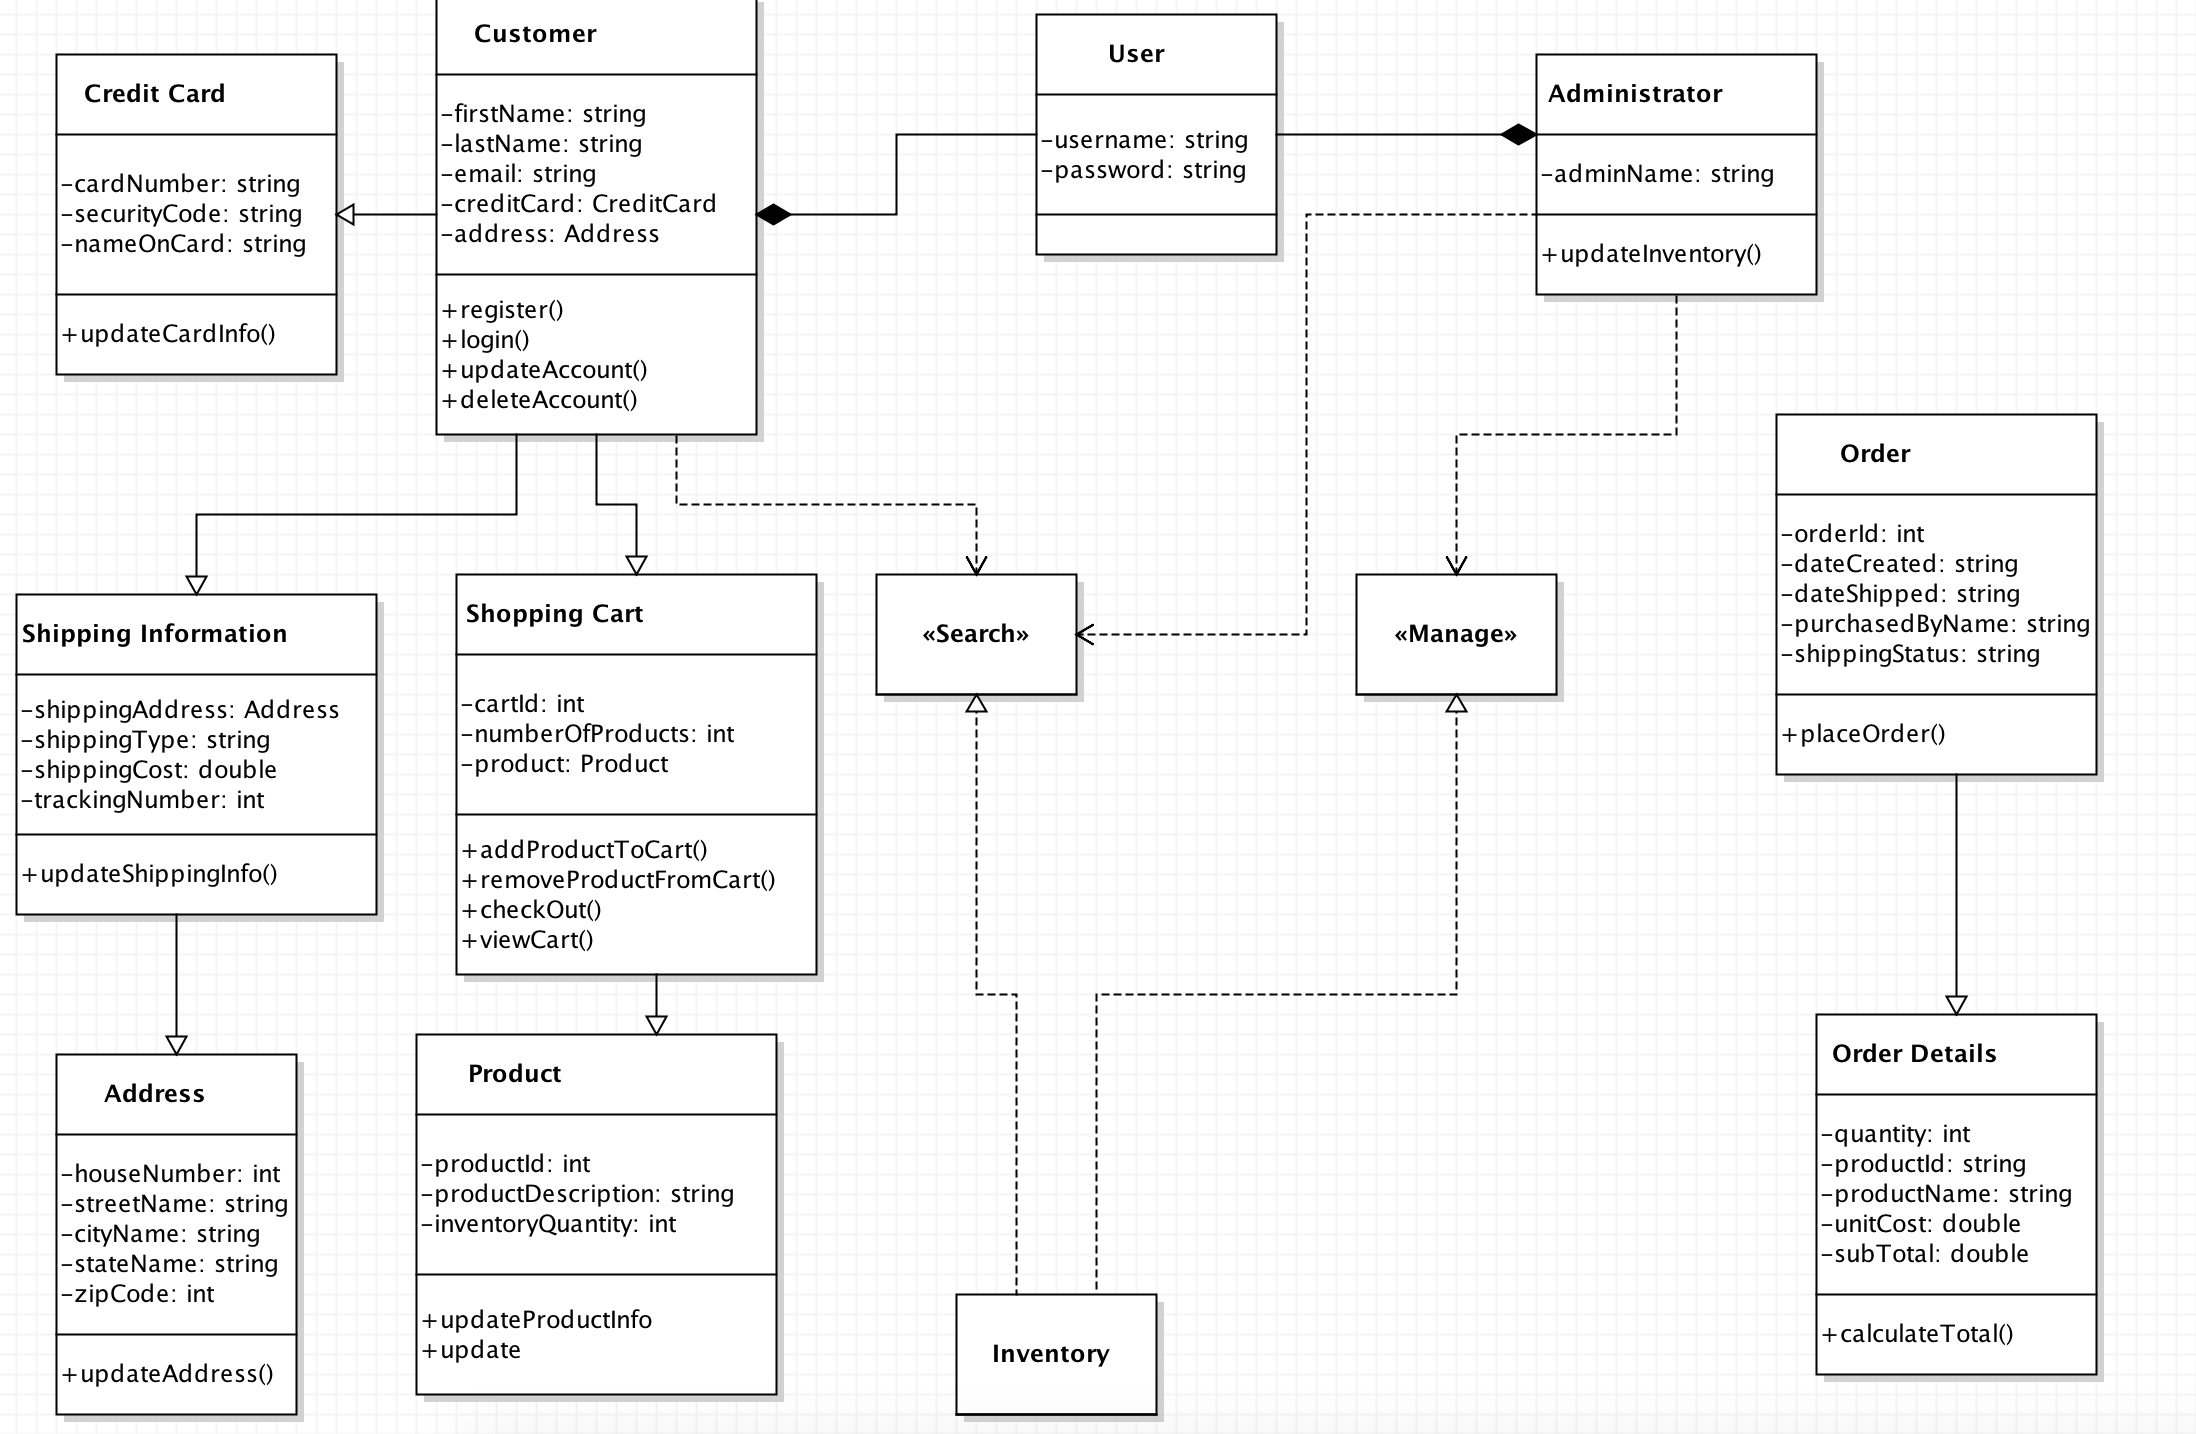 Customer
-firstName: string
-lastName: string
-email: string
-creditCard: CreditCard
-address: Address
+register()
+login()
+updateAccount()
+deleteAccount()
User
-username: string
-password: string
Administrator
-adminName: string
+updateInventory()
Credit Card
-cardNumber: string
-securityCode: string
-nameOnCard: string
+updateCardInfo()
Order
-orderId: int
-dateCreated: string
-dateShipped: string
-purchasedByName: string
-shippingStatus: string
+placeOrder()
Shipping Information
-shippingAddress: Address
-shippingType: string
-shippingCost: double
-trackingNumber: int
+updateShippingInfo()
Shopping Cart
-cartId: int
-numberOfProducts: int
-product: Product
+addProductToCart()
+removeProductFromCart()
+checkOut()
+viewCart()
«Search»
«Manage»
Address
-houseNumber: int
-streetName: string
-cityName: string
-stateName: string
-zipCode: int
+updateAddress()
Product
-productId: int
-productDescription: string
-inventoryQuantity: int
+updateProductInfo
+update
Inventory
Order Details
-quantity: int
-productId: string
-productName: string
-unitCost: double
-subTotal: double
+calculateTotal()